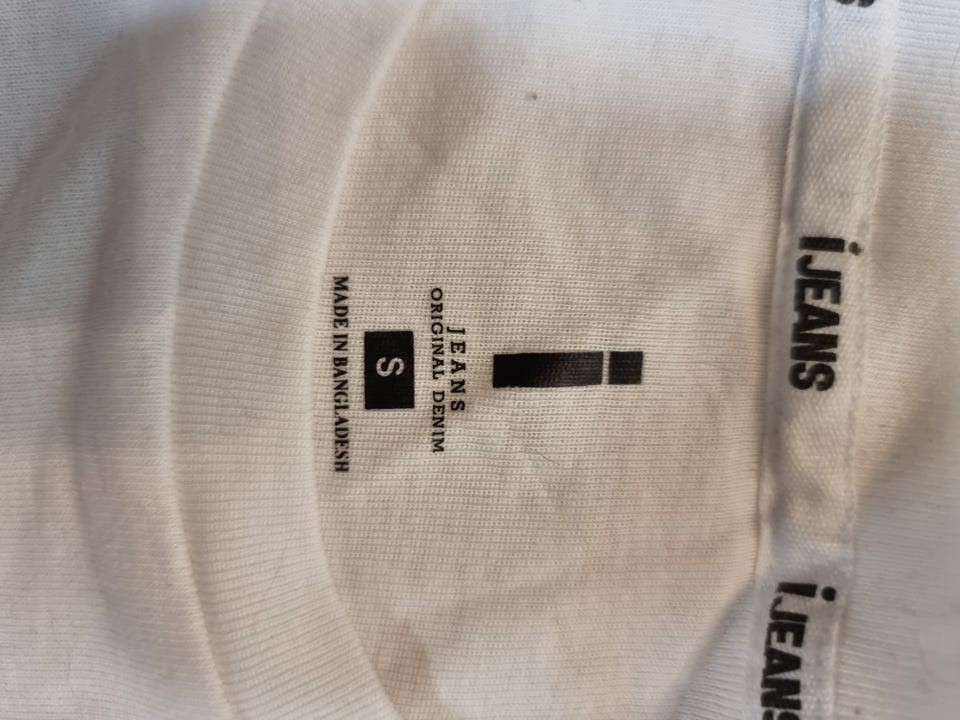 i
JEANS
ORIGINAL DENIM
S
MADE IN BANGLADESH
S
iJEANS
iJEANS